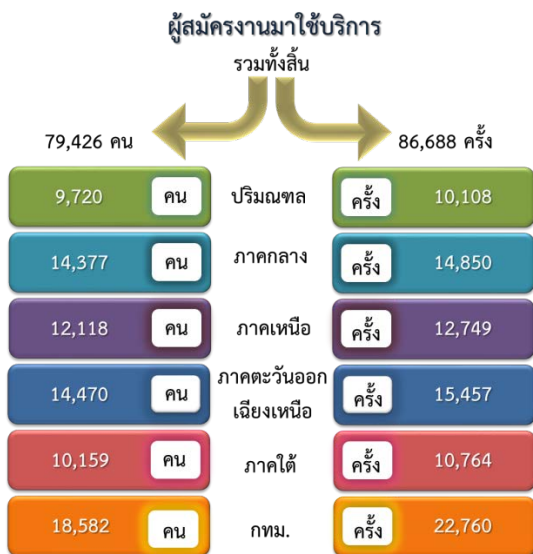 ผู้สมัครงานมาใช้บริการ
รวมทั้งสิ้น
79,426 คน 86,688 ครั้ง
9,720 คน ปริมณฑล ครั้ง 10,108
14,377 คน ภาคกลาง ครั้ง 14,850
12,118 คน ภาคเหนือ ครั้ง 12,749
14,470 คน ภาคตะวันออก ครั้ง 15,457
เฉียงเหนือ
10,159 คน ภาคใต้ ครั้ง 10,764
18,582 คน กทม. ครั้ง 22,760